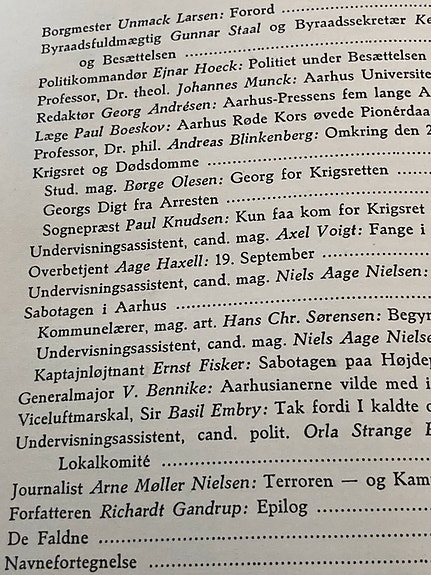 Borgmester Unmack Larsen: Forord
Byraadsfuldmægtig Gunnar Staal og Byraadssekretær
og Besættelsen
Politikommandør Ejnar Hoeck: Politiet under Besættelsen
Professor, Dr. theol. Johannes Munck: Aarhus
Redaktør Georg Andrésen: Aarhus-Pressens fem lange
Læge Paul Boeskov: Aarhus Røde Kors øvede
Professor, Dr. phil. Andreas Blinkenberg: Omkring den
Krigsret og Dødsdomme
Stud. mag. Børge Olesen: Georg for Krigsretten
Georgs Digt fra Arresten
Sognepræst Paul Knudsen: Kun faa kom for Krigsret
Undervisningsassistent, cand. mag. Axel Voigt: Fange i
Overbetjent Aage Haxell: 19. September
Undervisningsassistent, cand. mag. Niels Aage Nielsen:
Sabotagen i Aarhus
Kommunelærer, mag. art. Hans Chr. Sørensen:
Undervisningsassistent, cand. mag. Niels Aage
Kaptajnløjtnant Ernst Fisker: Sabotagen paa
Generalmajor V. Bennike: Aarhusianerne vilde med i
Viceluftmarskal, Sir Basil Embry: Tak fordi I kaldte
Undervisningsassistent, cand. polit. Orla Strange
Lokalkomité
Journalist Arne Møller Nielsen: Terroren — og
Forfatteren Richardt Gandrup: Epilog
De Faldne
Navnefortegnelse